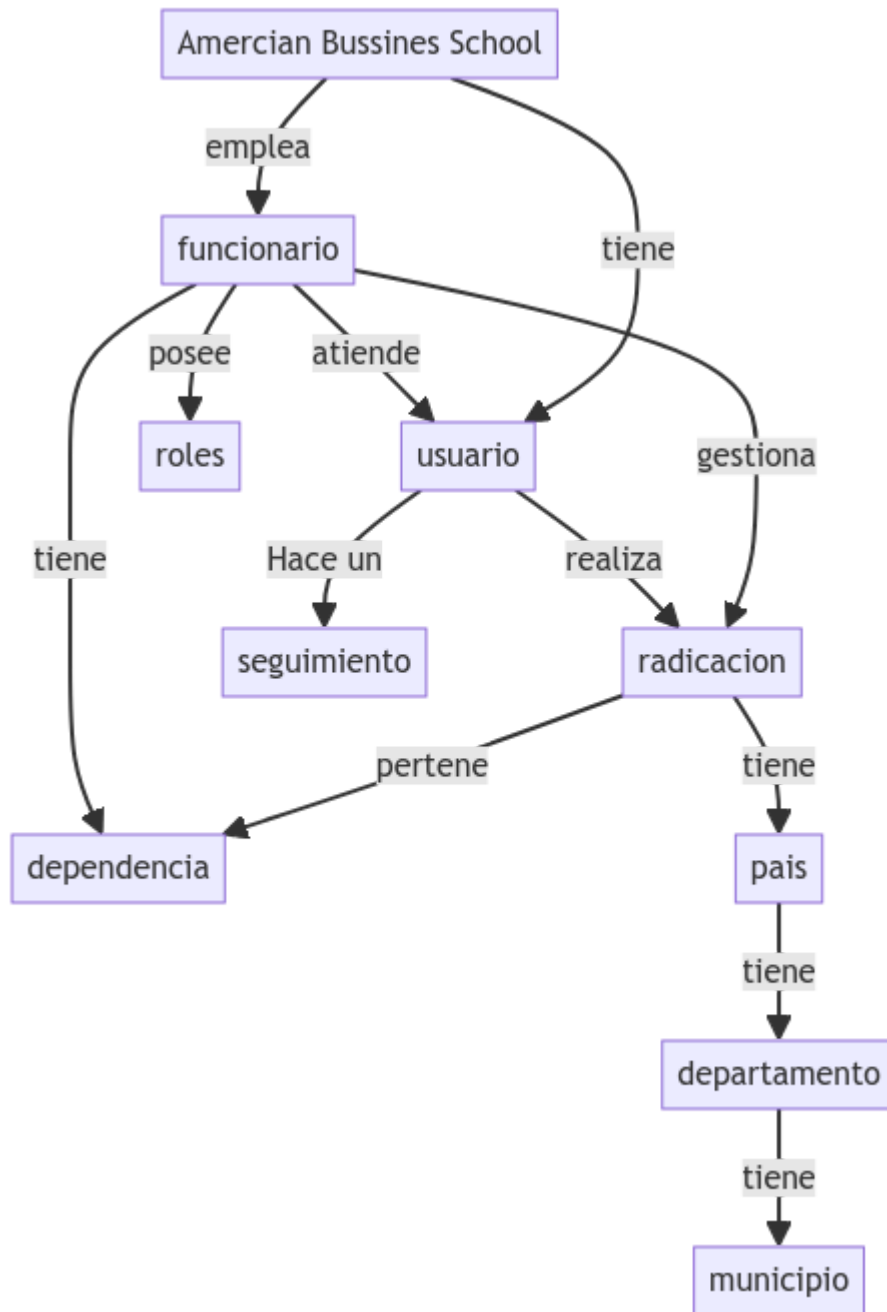 Amercian Bussines School
emplea
funcionario
tiene
posee
atiende
roles
usuario
gestiona
tiene
Hace un
realiza
seguimiento
radicacion
pertene
tiene
dependencia
pais
tiene
departamento
tiene
municipio